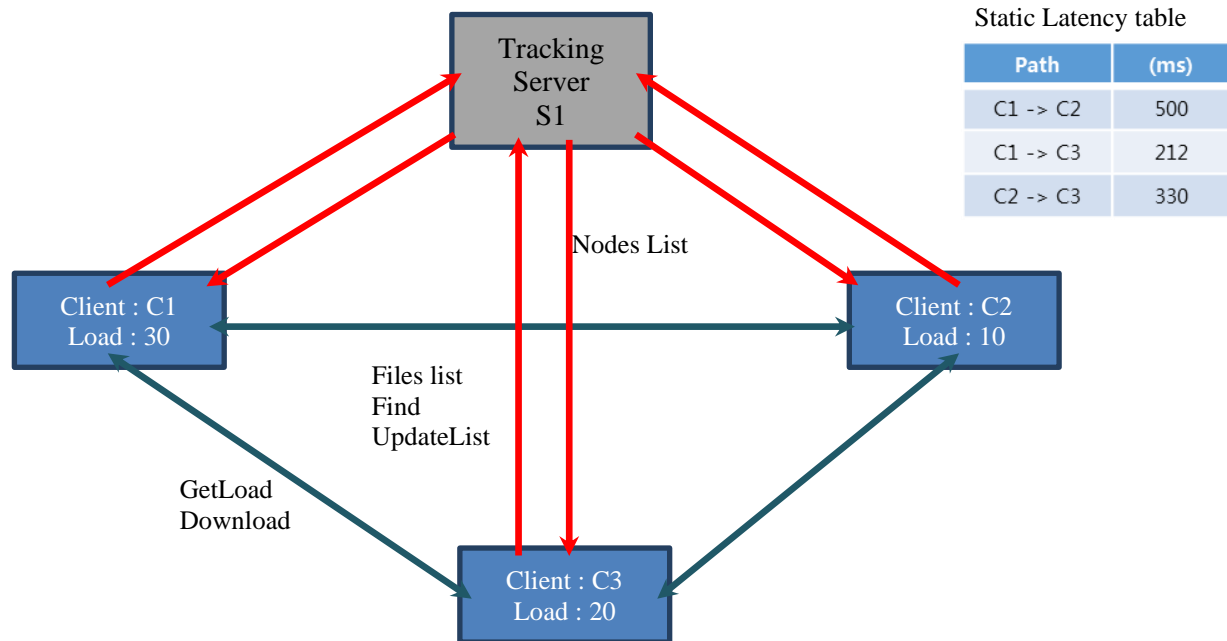 Static Latency table
Path (ms)
C1 -> C2 500
C1 -> C3 212
C2 -> C3 330
Tracking
Server
S1
Nodes List
Client : C1
Load : 30
Client : C2
Load : 10
Files list
Find
UpdateList
GetLoad
Download
Client : C3
Load : 20